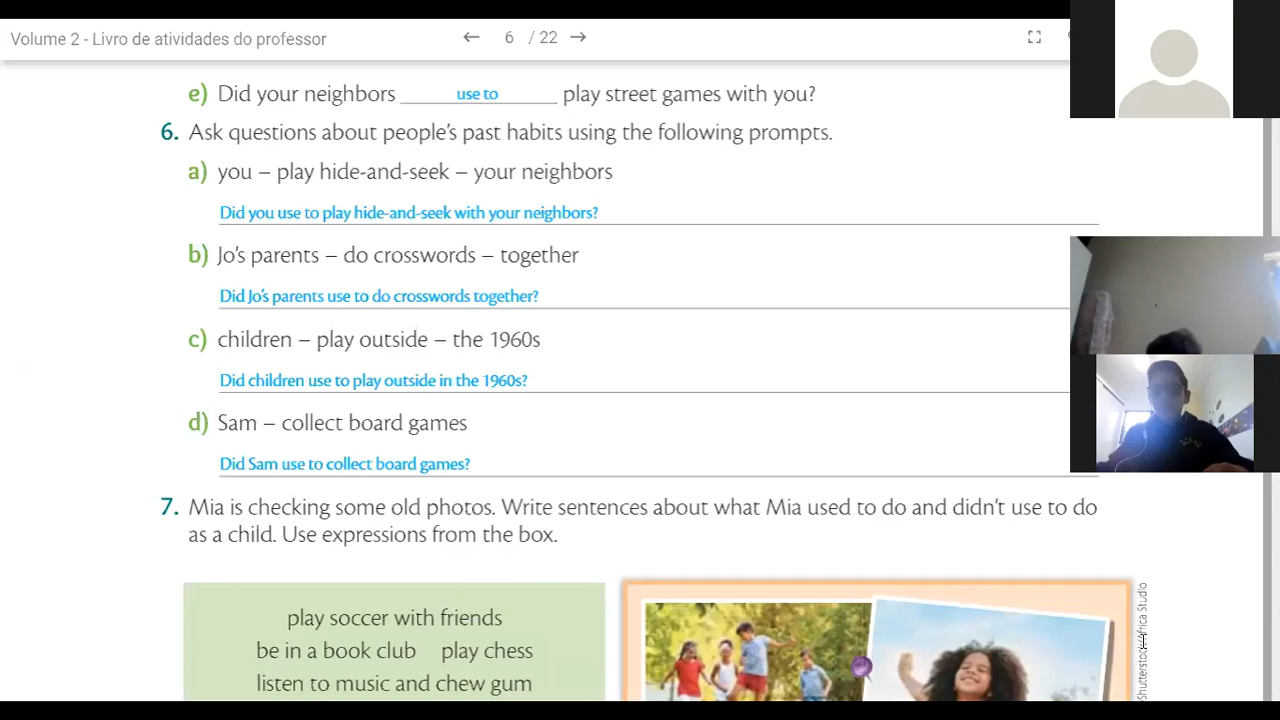 Volume 2 - Livro de atividades do professor
← 6 / 22 →
e) Did your neighbors use to play street games with you?
6. Ask questions about people's past habits using the following prompts.
a) you – play hide-and-seek – your neighbors
Did you use to play hide-and-seek with your neighbors?
b) Jo's parents – do crosswords – together
Did Jo's parents use to do crosswords together?
c) children – play outside – the 1960s
Did children use to play outside in the 1960s?
d) Sam – collect board games
Did Sam use to collect board games?
7. Mia is checking some old photos. Write sentences about what Mia used to do and didn't use to do
as a child. Use expressions from the box.
play soccer with friends
be in a book club play chess
listen to music and chew gum
Shutterstock/Africa Studio